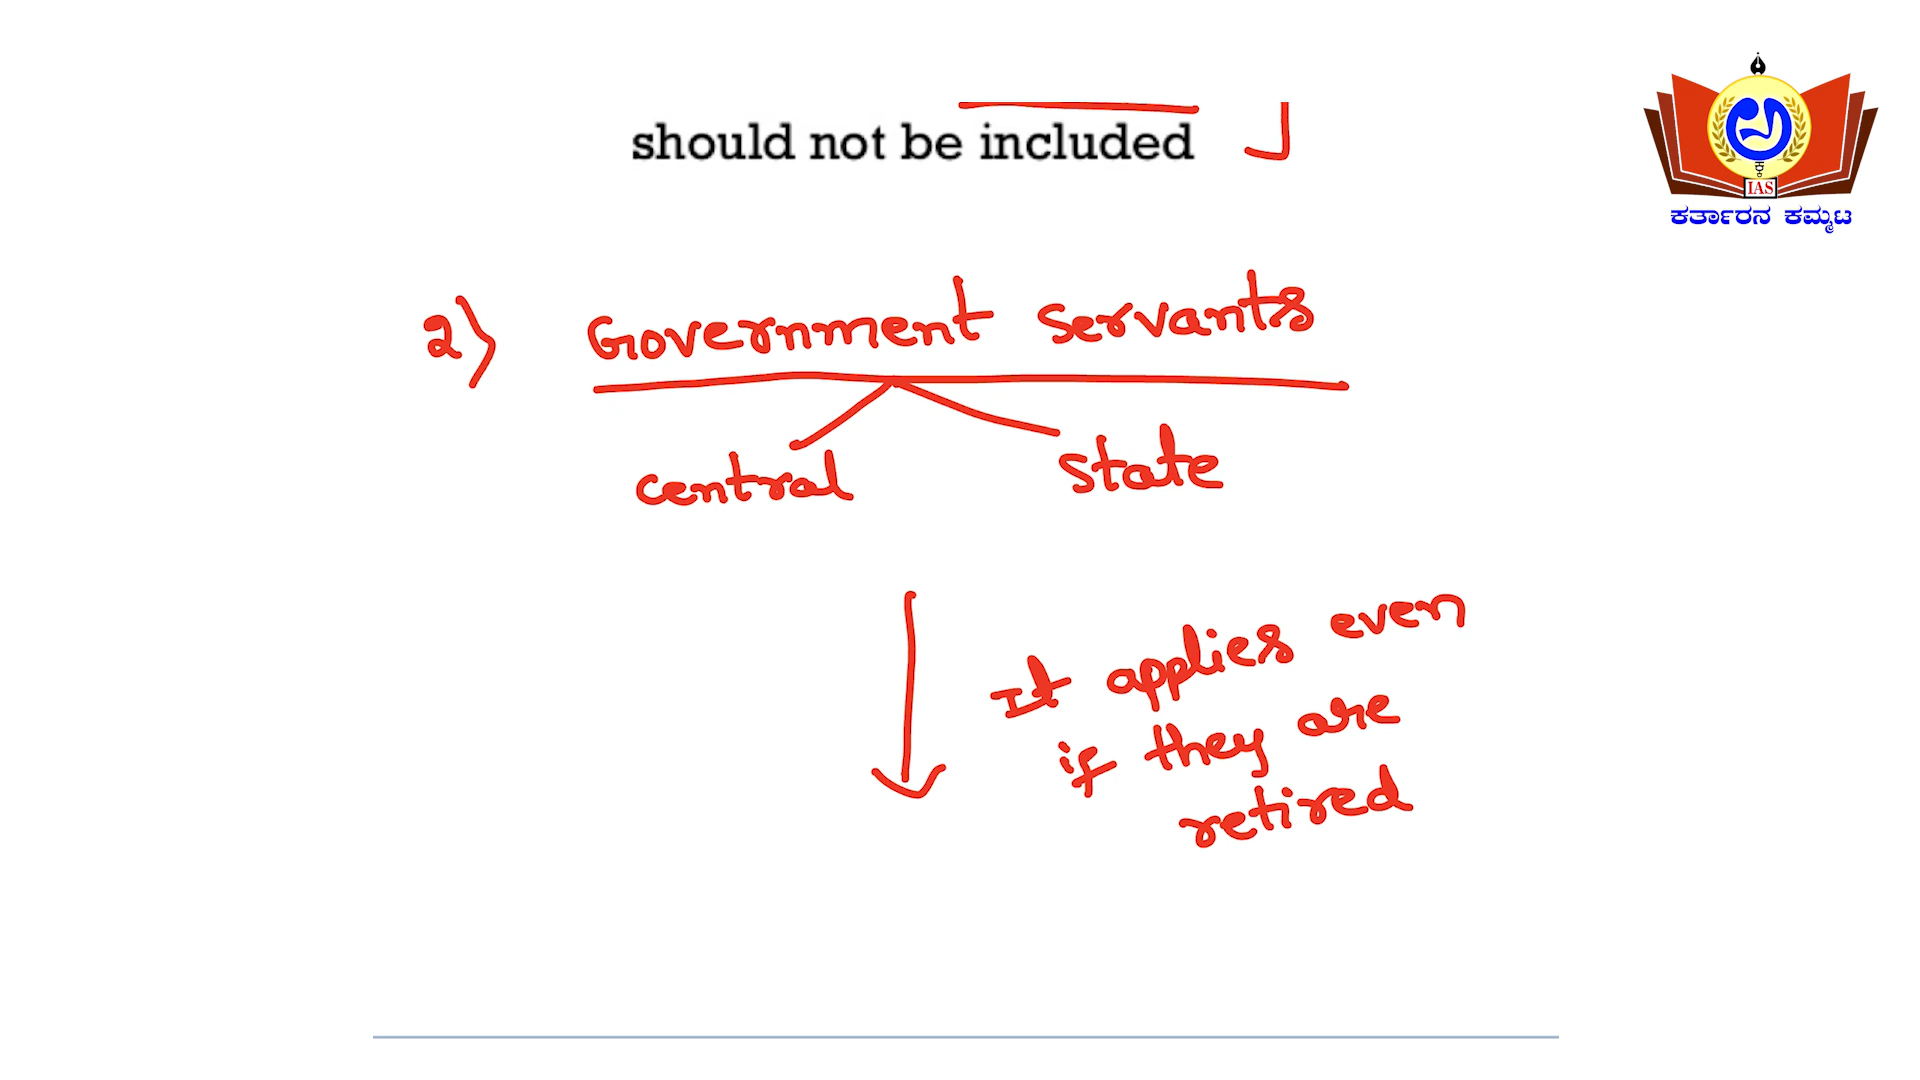 should not be included
IAS
ಕರ್ತಾರನ ಕಮ್ಮಟ
2) Government servants
central state
It applies even
if they are
retired